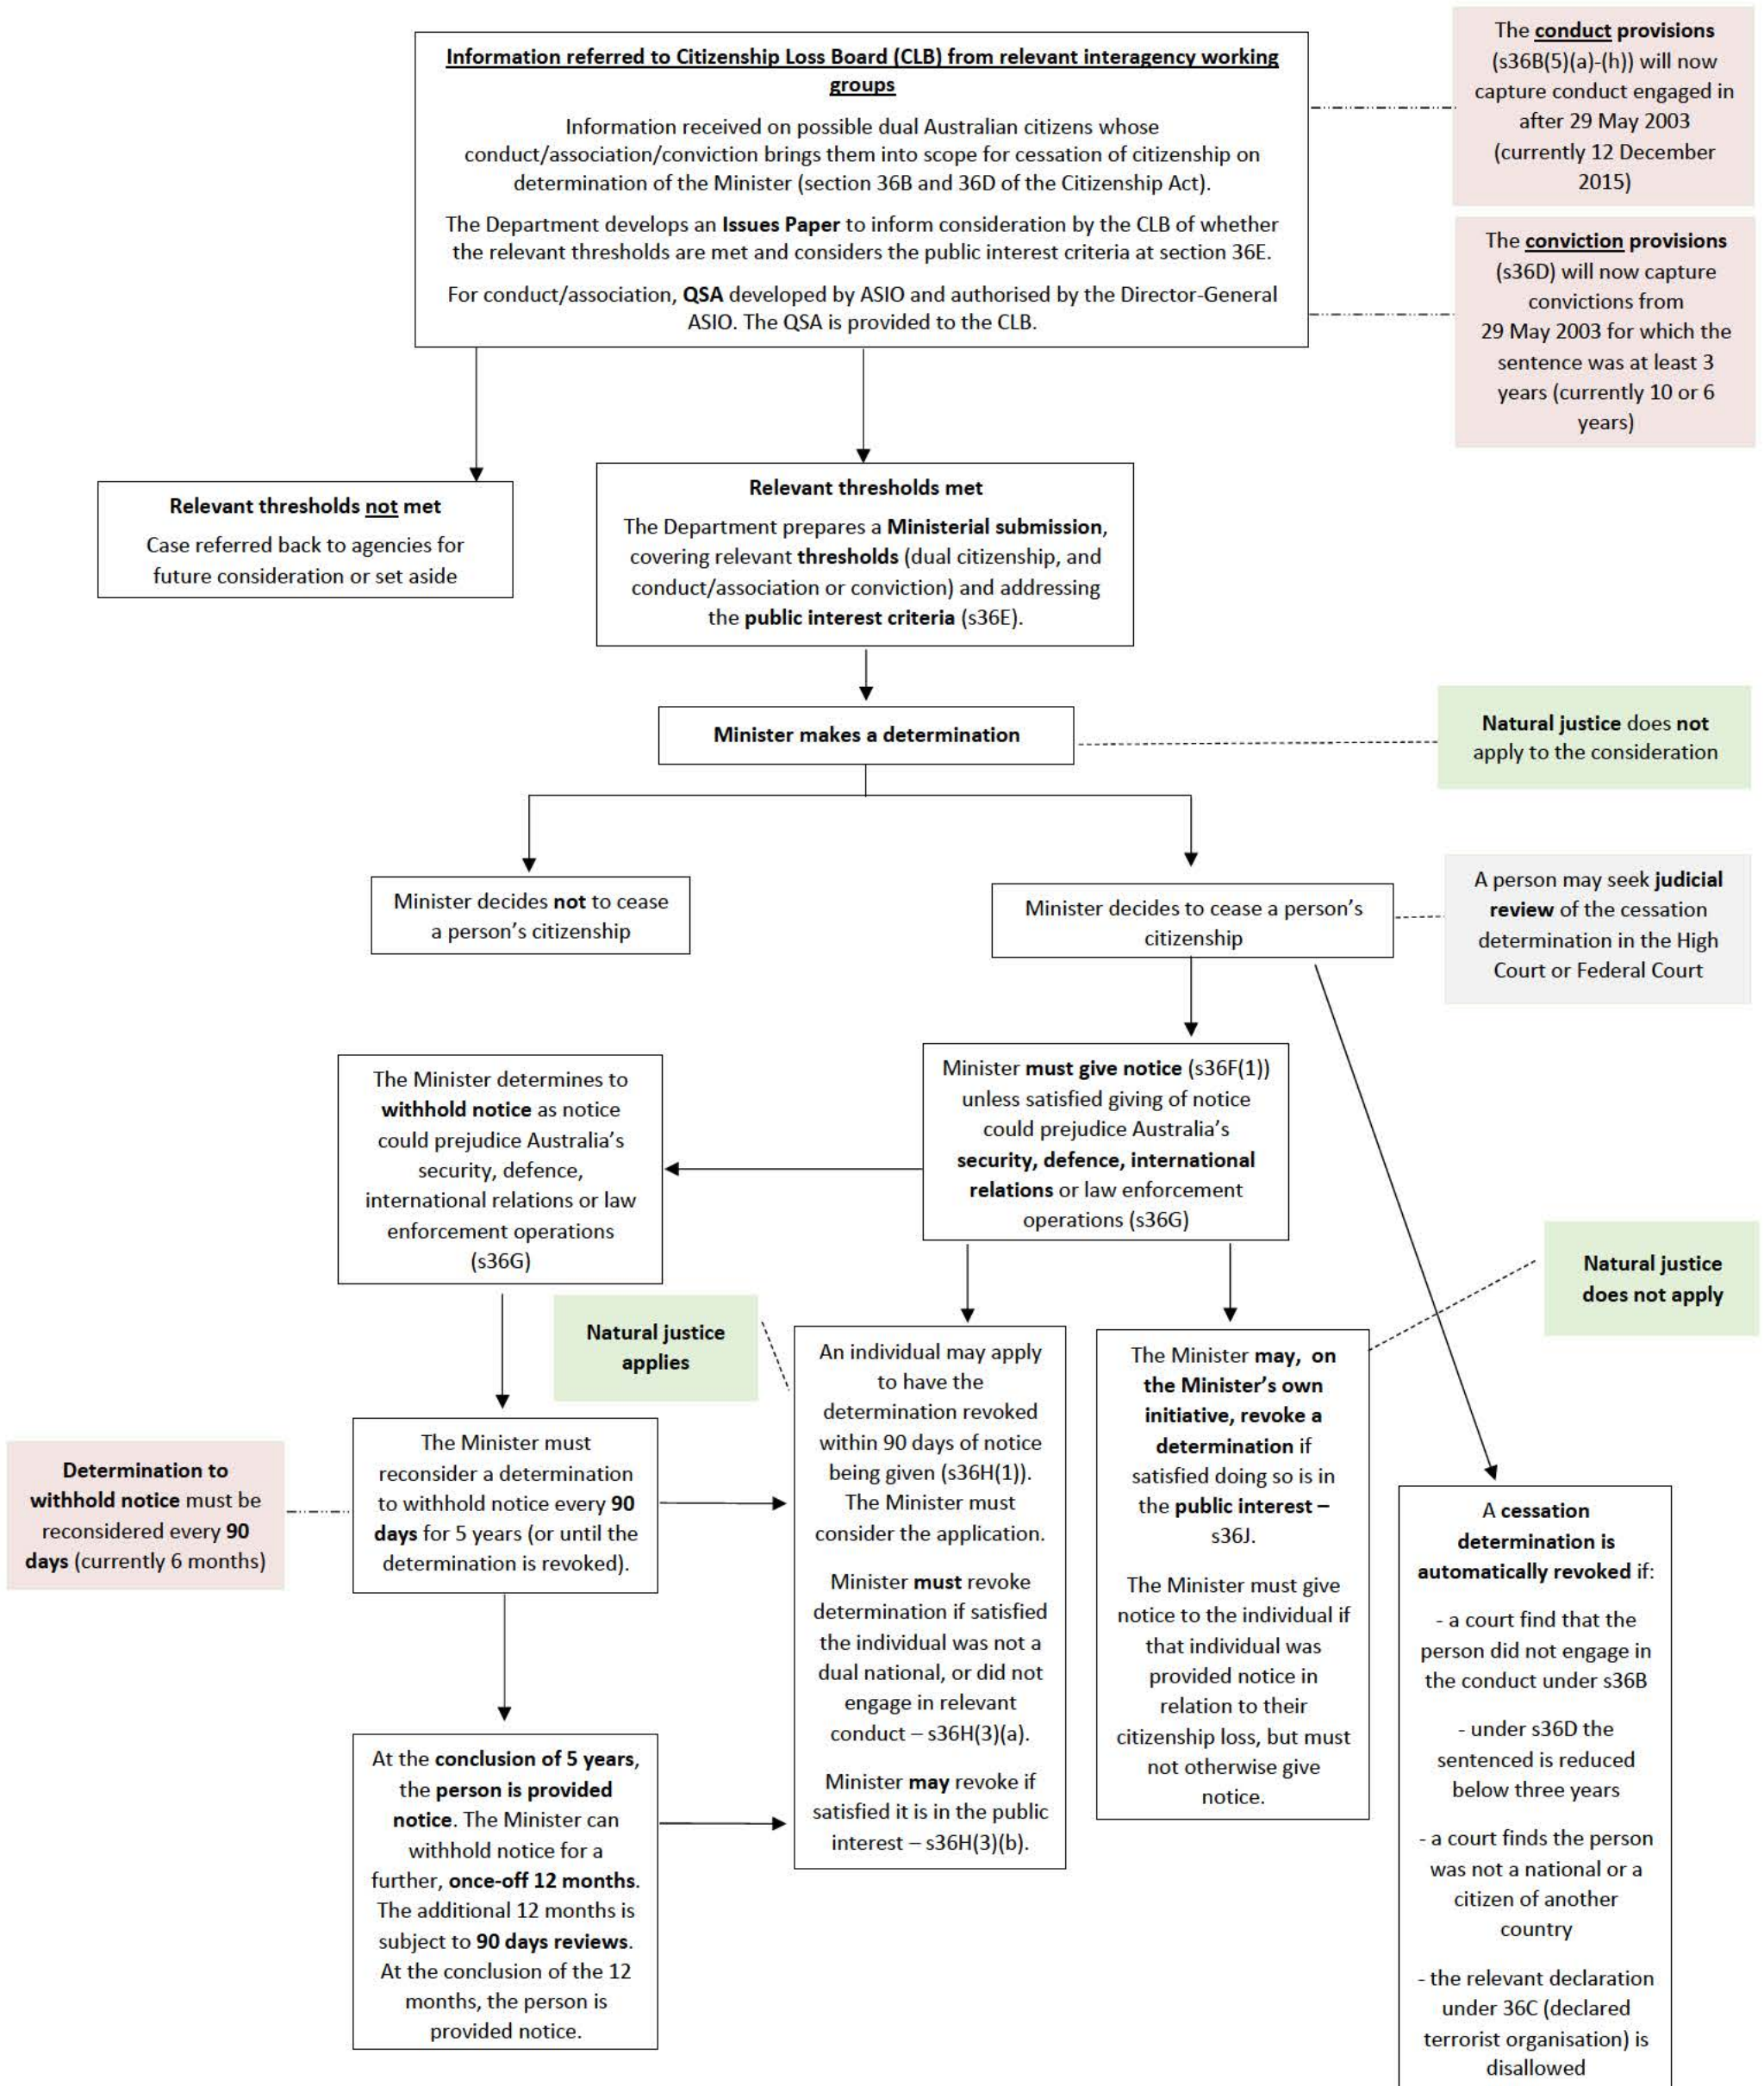 Information referred to Citizenship Loss Board (CLB) from relevant interagency working
groups
Information received on possible dual Australian citizens whose
conduct/association/conviction brings them into scope for cessation of citizenship on
determination of the Minister (section 36B and 36D of the Citizenship Act).
The Department develops an Issues Paper to inform consideration by the CLB of whether
the relevant thresholds are met and considers the public interest criteria at section 36E.
For conduct/association, QSA developed by ASIO and authorised by the Director-General
ASIO. The QSA is provided to the CLB.
The conduct provisions
(s36B(5)(a)-(h)) will now
capture conduct engaged in
after 29 May 2003
(currently 12 December
2015)
The conviction provisions
(s36D) will now capture
convictions from
29 May 2003 for which the
sentence was at least 3
years (currently 10 or 6
years)
Relevant thresholds not met
Case referred back to agencies for
future consideration or set aside
Relevant thresholds met
The Department prepares a Ministerial submission,
covering relevant thresholds (dual citizenship, and
conduct/association or conviction) and addressing
the public interest criteria (s36E).
Minister makes a determination
Natural justice does not
apply to the consideration
Minister decides not to cease
a person's citizenship
Minister decides to cease a person's
citizenship
A person may seek judicial
review of the cessation
determination in the High
Court or Federal Court
The Minister determines to
withhold notice as notice
could prejudice Australia's
security, defence,
international relations or law
enforcement operations
(s36G)
Minister must give notice (s36F(1))
unless satisfied giving of notice
could prejudice Australia's
security, defence, international
relations or law enforcement
operations (s36G)
Natural justice
does not apply
Natural justice
applies
Determination to
withhold notice must be
reconsidered every 90
days (currently 6 months)
The Minister must
reconsider a determination
to withhold notice every 90
days for 5 years (or until the
determination is revoked).
An individual may apply
to have the
determination revoked
within 90 days of notice
being given (s36H(1)).
The Minister must
consider the application.
Minister must revoke
determination if satisfied
the individual was not a
dual national, or did not
engage in relevant
conduct – s36H(3)(a).
Minister may revoke if
satisfied it is in the public
interest – s36H(3)(b).
The Minister may, on
the Minister's own
initiative, revoke a
determination if
satisfied doing so is in
the public interest –
s36J.
The Minister must give
notice to the individual if
that individual was
provided notice in
relation to their
citizenship loss, but must
not otherwise give
notice.
A cessation
determination is
automatically revoked if:
- a court find that the
person did not engage in
the conduct under s36B
- under s36D the
sentenced is reduced
below three years
- a court finds the person
was not a national or a
citizen of another
country
- the relevant declaration
under 36C (declared
terrorist organisation) is
disallowed
At the conclusion of 5 years,
the person is provided
notice. The Minister can
withhold notice for a
further, once-off 12 months.
The additional 12 months is
subject to 90 days reviews.
At the conclusion of the 12
months, the person is
provided notice.